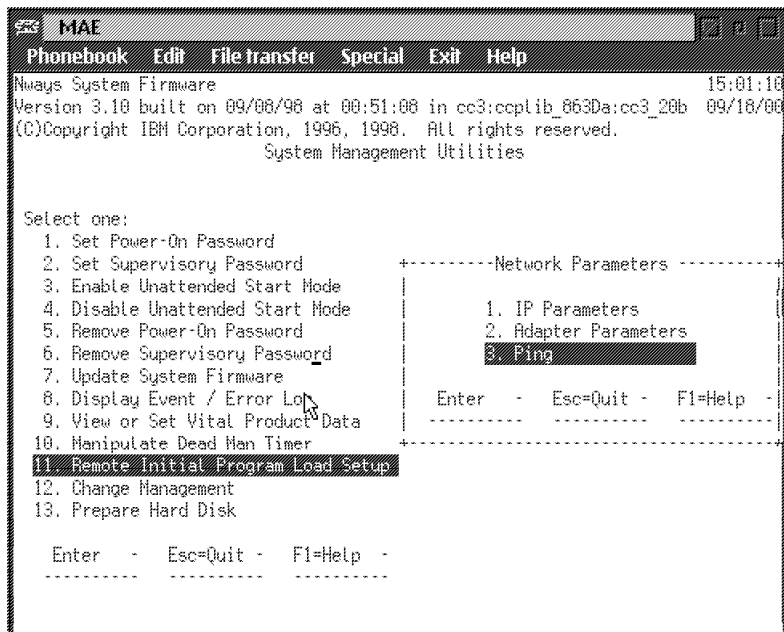 MAE
Phonebook Edit File transfer Special Exit Help
Nways System Firmware 15:01:10
Version 3.10 built on 09/08/98 at 00:51:08 in cc3:ccplib_863Da:cc3_20b 09/18/00
(C)Copyright IBM Corporation, 1996, 1998. All rights reserved.
System Management Utilities
Select one:
1. Set Power-On Password
2. Set Supervisory Password
3. Enable Unattended Start Mode
4. Disable Unattended Start Mode
5. Remove Power-On Password
6. Remove Supervisory Password
7. Update System Firmware
8. Display Event / Error Log
9. View or Set Vital Product Data
10. Manipulate Dead Man Timer
11. Remote Initial Program Load Setup
12. Change Management
13. Prepare Hard Disk
Enter - Esc=Quit - F1=Help -
Network Parameters
1. IP Parameters
2. Adapter Parameters
3. Ping
Enter - Esc=Quit - F1=Help -